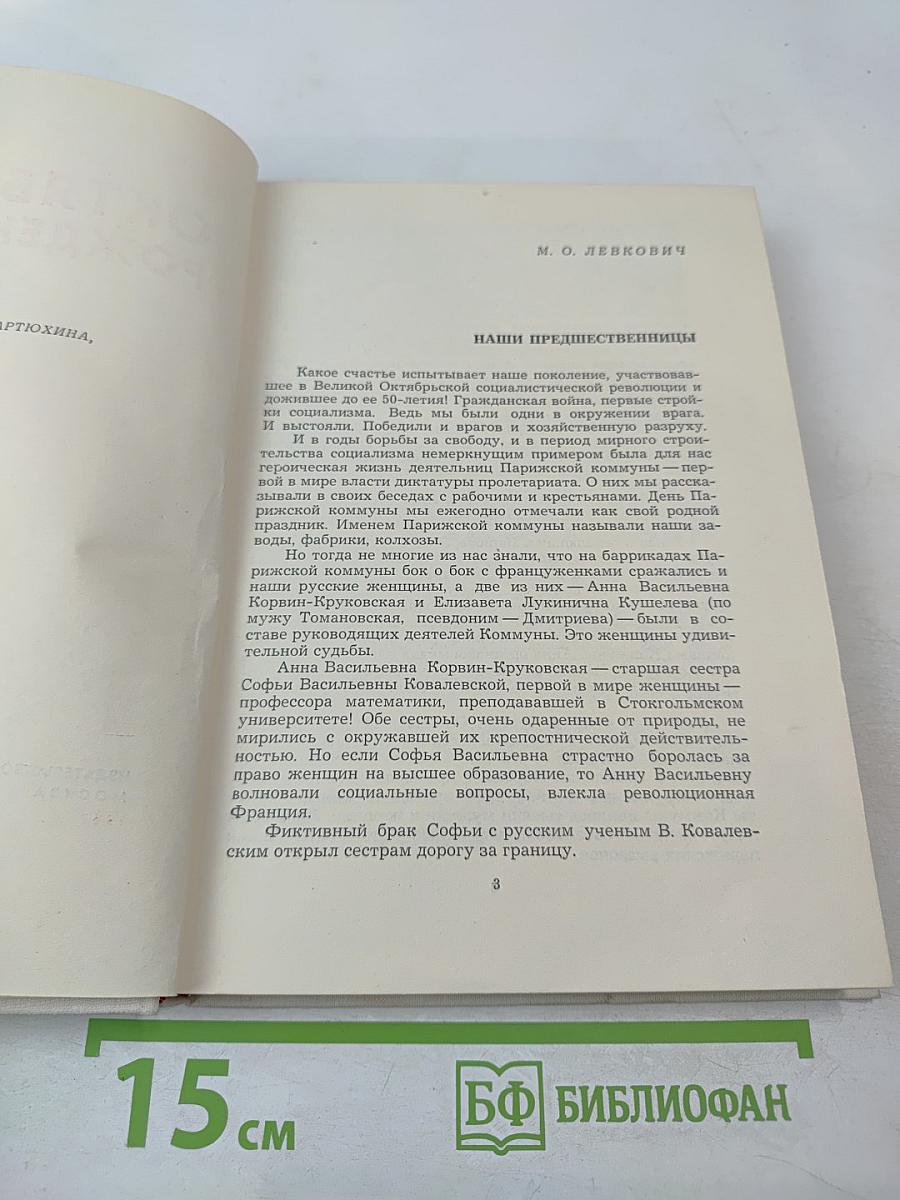 АРТЮХИНА,
М. О. ЛЕВКОВИЧ
НАШИ ПРЕДШЕСТВЕННИЦЫ
Какое счастье испытывает наше поколение, участвовав-
шее в Великой Октябрьской социалистической революции и
дожившее до ее 50-летия! Гражданская война, первые строй-
ки социализма. Ведь мы были одни в окружении врага.
И выстояли. Победили и врагов и хозяйственную разруху.
И в годы борьбы за свободу, и в период мирного строи-
тельства социализма немеркнущим примером была для нас
героическая жизнь деятельниц Парижской коммуны — пер-
вой в мире власти диктатуры пролетариата. О них мы расска-
зывали в своих беседах с рабочими и крестьянами. День Па-
рижской коммуны мы ежегодно отмечали как свой родной
праздник. Именем Парижской коммуны называли наши за-
воды, фабрики, колхозы.
Но тогда не многие из нас знали, что на баррикадах Па-
рижской коммуны бок о бок с француженками сражались и
наши русские женщины, а две из них — Анна Васильевна
Корвин-Круковская и Елизавета Лукинична Кушелева (по
мужу Томановская, псевдоним — Дмитриева) — были в со-
ставе руководящих деятелей Коммуны. Это женщины удиви-
тельной судьбы.
Анна Васильевна Корвин-Круковская — старшая сестра
Софьи Васильевны Ковалевской, первой в мире женщины —
профессора математики, преподававшей в Стокгольмском
университете! Обе сестры, очень одаренные от природы, не
мирились с окружавшей их крепостнической действитель-
ностью. Но если Софья Васильевна страстно боролась за
право женщин на высшее образование, то Анну Васильевну
волновали социальные вопросы, влекла революционная
Франция.
Фиктивный брак Софьи с русским ученым В. Ковалев-
ским открыл сестрам дорогу за границу.
3
15 см
БФ БИБЛИОФАН